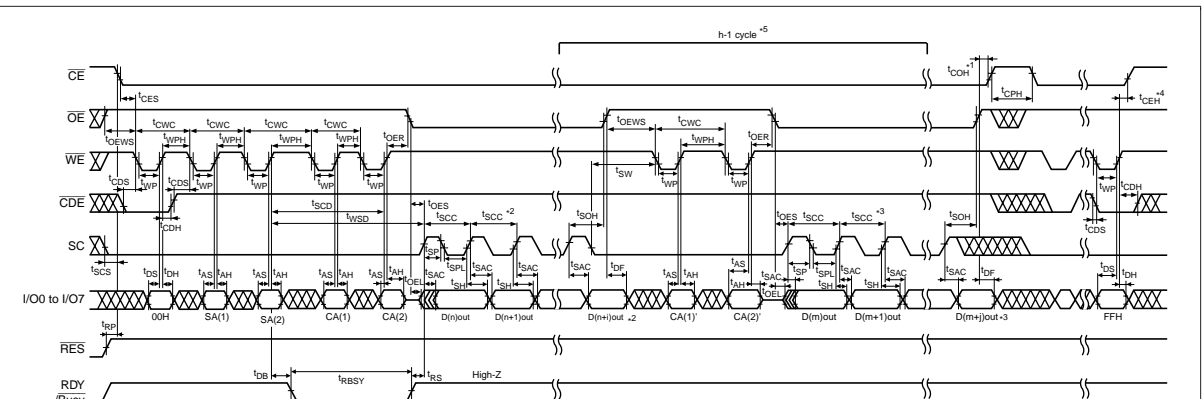 h-1 cycle *5
CE
tCOH *1
tCPH
tCEH *4
tCES
OE
tOEWS tCWC tCWC tCWC tCWC tOER tOEWS tCWC tOER
tWPH tWPH tWPH tWPH tWPH
WE
tCDS tWP tCDS tWP tWP tWP tWP tSW tWP tWP tWP tCDH
CDE
tCDH tSCD tOES tSCC tSCC *2 tSOH tOES tSCC tSCC *3 tSOH tCDS
tWSD
SC
tSCS tSP tSPL tSP tSPL
tDS tDH tAS tAH tAS tAH tAS tAH tAS tAH tSAC tSAC tSAC tSAC tDF tAS tAH tAS tSAC tSAC tSAC tSAC tDF tDS tDH
tOEL tSH tSH tAH tOEL tSH tSH
I/O0 to I/O7
00H SA(1) SA(2) CA(1) CA(2) D(n)out D(n+1)out D(n+i)out *2 CA(1)' CA(2)' D(m)out D(m+1)out D(m+j)out *3 FFH
tRP
RES
tDB tRBSY tRS High-Z
RDY
/Busy